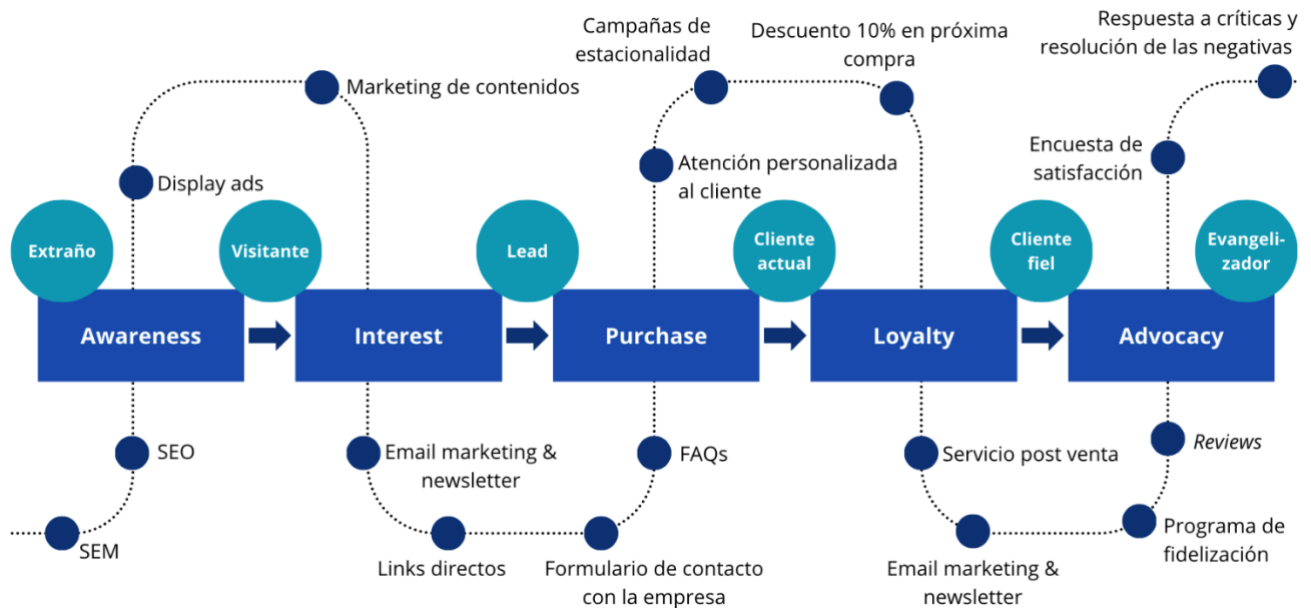 Campañas de
estacionalidad
Descuento 10% en próxima
compra
Respuesta a críticas y
resolución de las negativas
Marketing de contenidos
Display ads
Atención personalizada
al cliente
Encuesta de
satisfacción
Extraño
Visitante
Lead
Cliente
actual
Cliente
fiel
Evangeli-
zador
Awareness
Interest
Purchase
Loyalty
Advocacy
SEO
Email marketing &
newsletter
FAQs
Servicio post venta
Reviews
SEM
Links directos
Formulario de contacto
con la empresa
Email marketing &
newsletter
Programa de
fidelización